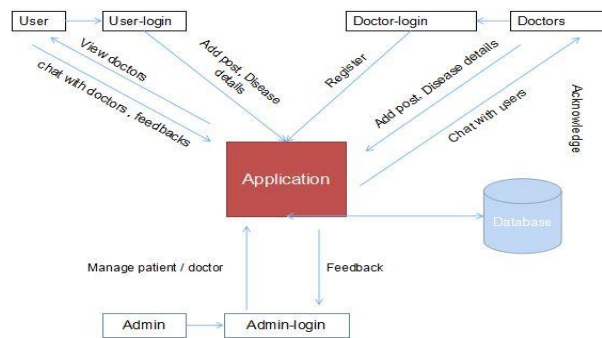 User
User-login
Doctor-login
Doctors
View doctors
chat with doctors , feedbacks
Add post, Disease
details
Register
Add post, Disease details
Chat with users
Acknowledge
Application
Database
Manage patient / doctor
Feedback
Admin
Admin-login